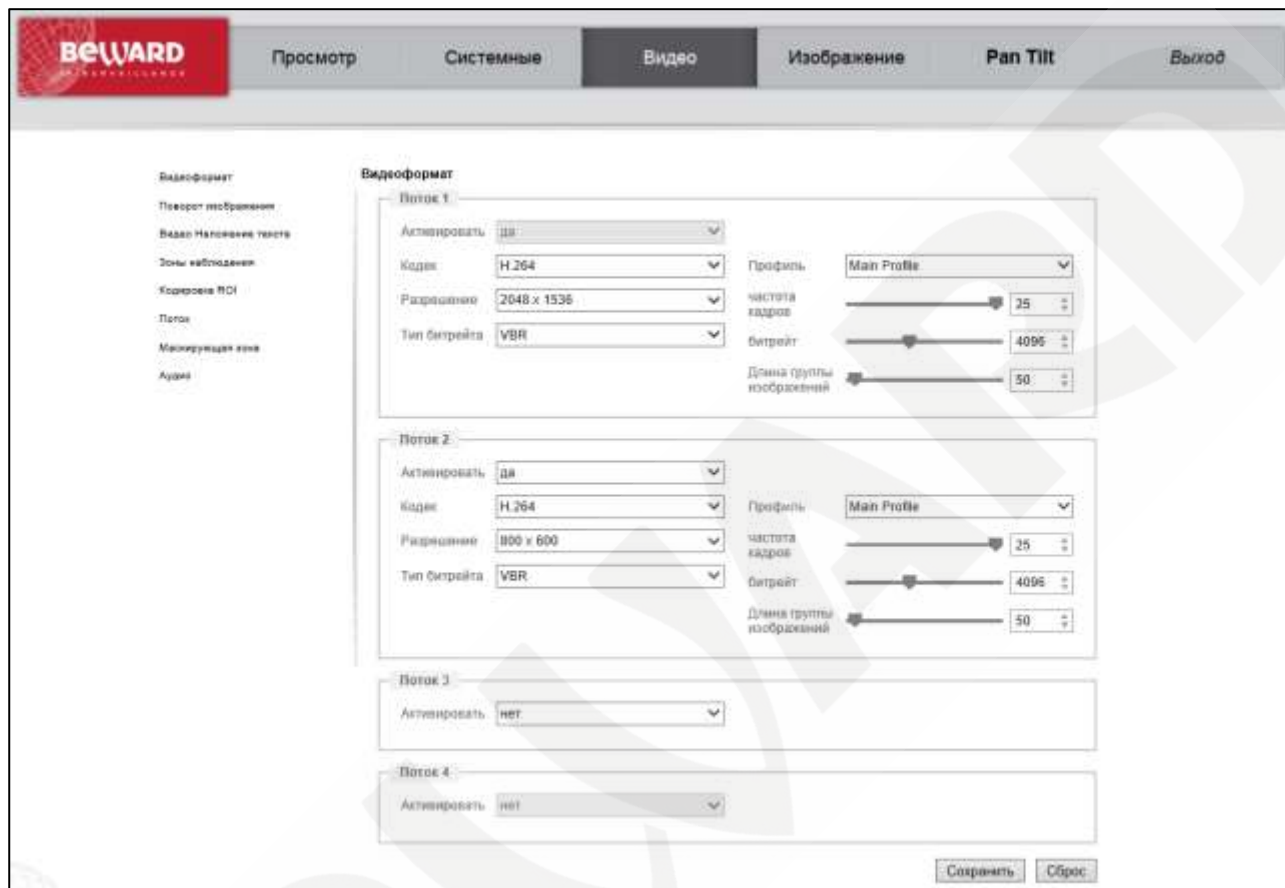 BEWARD
Просмотр
Системные
Видео
Изображение
Pan Tilt
Выход
Видеоформат
Поворот изображения
Видео Наложение текста
Зоны наблюдения
Кодировка ROI
Поток
Маскирующая зона
Аудио
Видеоформат
Поток 1
Активировать да
Кодек H.264
Профиль Main Profile
Разрешение 2048 x 1536
частота
кадров 25
Тип битрейта VBR
битрейт 4096
Длина группы
изображений 50
Поток 2
Активировать да
Кодек H.264
Профиль Main Profile
Разрешение 800 x 600
частота
кадров 25
Тип битрейта VBR
битрейт 4096
Длина группы
изображений 50
Поток 3
Активировать нет
Поток 4
Активировать нет
Сохранить
Сброс